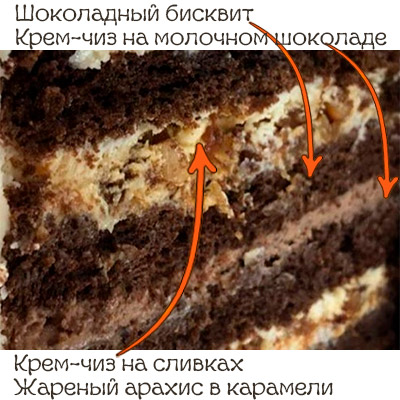 Шоколадный бисквит
Крем-чиз на молочном шоколаде
Крем-чиз на сливках
Жареный арахис в карамели